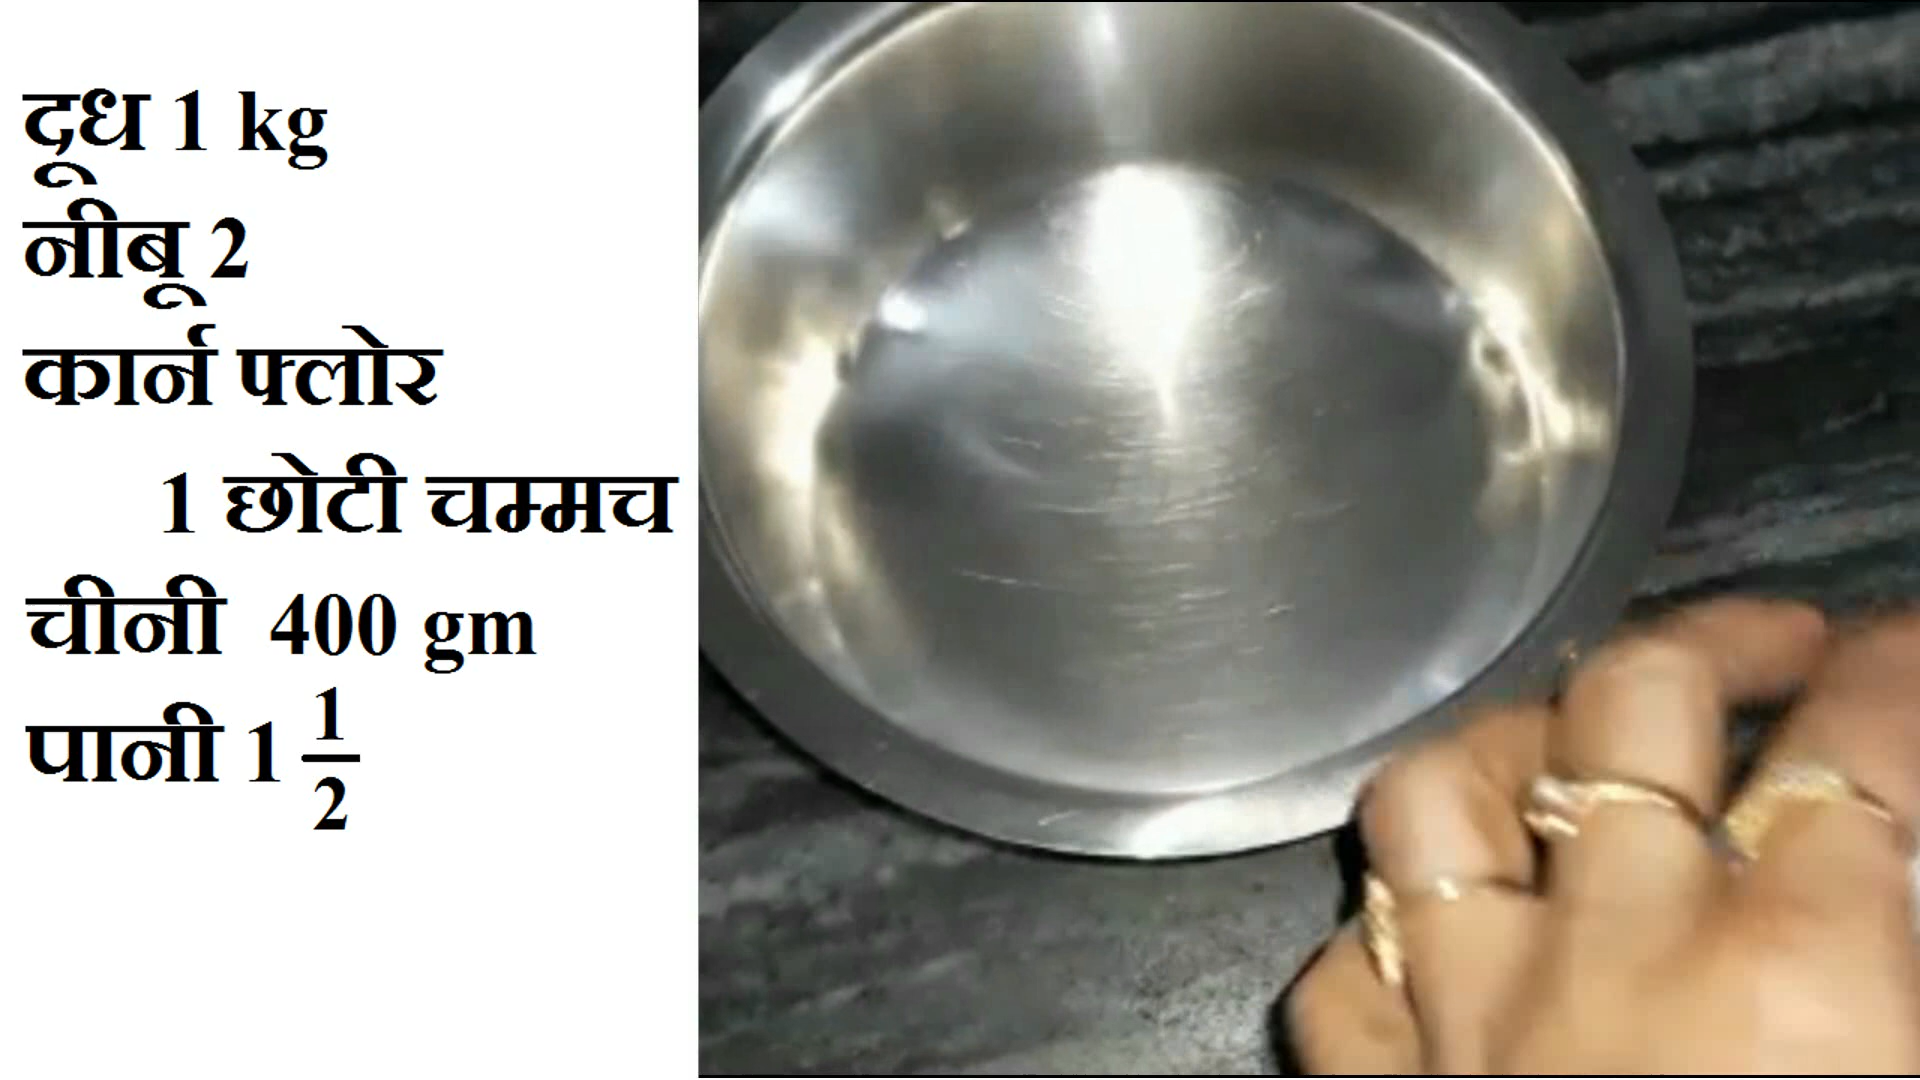 दूध 1 kg
नीबू 2
कार्न फ्लोर
1 छोटी चम्मच
चीनी 400 gm
पानी 1 1/2